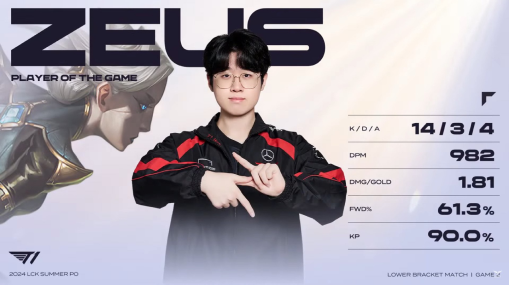 ZEUS
PLAYER OF THE GAME
K / D / A 14 / 3 / 4
DPM 982
DMG/GOLD 1.81
FWD% 61.3%
KP 90.0%
T1
2024 LCK SUMMER PO
LOWER BRACKET MATCH | GAME